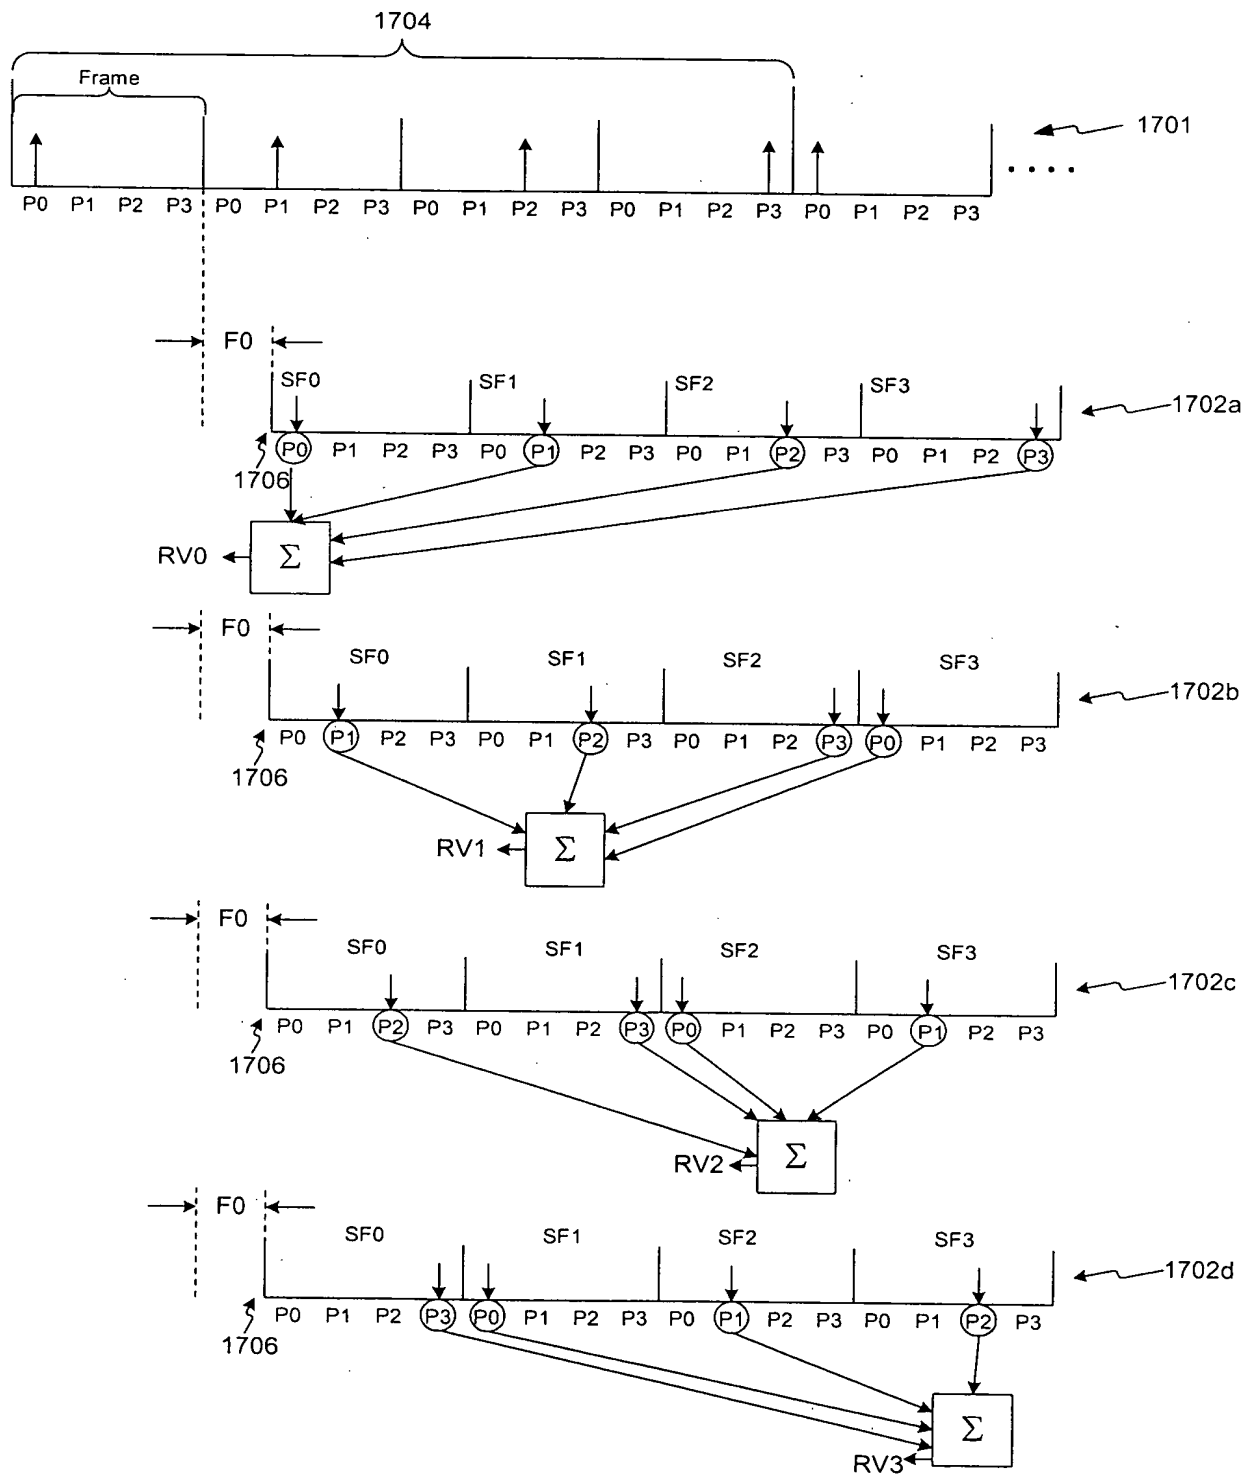 1704
Frame
1701
P0 P1 P2 P3 P0 P1 P2 P3 P0 P1 P2 P3 P0 P1 P2 P3 P0 P1 P2 P3
F0
SF0 SF1 SF2 SF3
1702a
P0 P1 P2 P3 P0 P1 P2 P3 P0 P1 P2 P3 P0 P1 P2 P3
1706
RV0 Σ
F0
SF0 SF1 SF2 SF3
1702b
P0 P1 P2 P3 P0 P1 P2 P3 P0 P1 P2 P3 P0 P1 P2 P3
1706
RV1 Σ
F0
SF0 SF1 SF2 SF3
1702c
P0 P1 P2 P3 P0 P1 P2 P3 P0 P1 P2 P3 P0 P1 P2 P3
1706
RV2 Σ
F0
SF0 SF1 SF2 SF3
1702d
P0 P1 P2 P3 P0 P1 P2 P3 P0 P1 P2 P3 P0 P1 P2 P3
1706
Σ
RV3